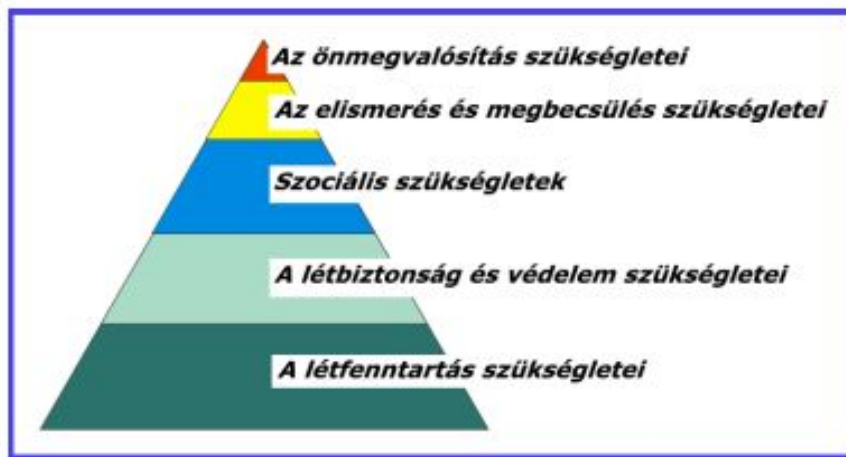 Az önmegvalósítás szükségletei
Az elismerés és megbecsülés szükségletei
Szociális szükségletek
A létbiztonság és védelem szükségletei
A létfenntartás szükségletei